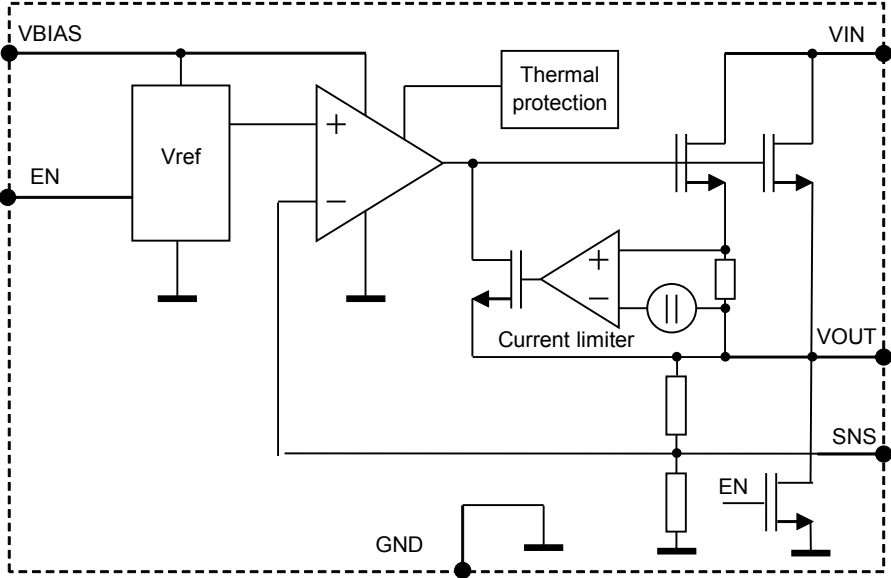 VBIAS
VIN
Thermal
protection
+
Vref
EN
−
+
−
Current limiter
VOUT
SNS
EN
GND